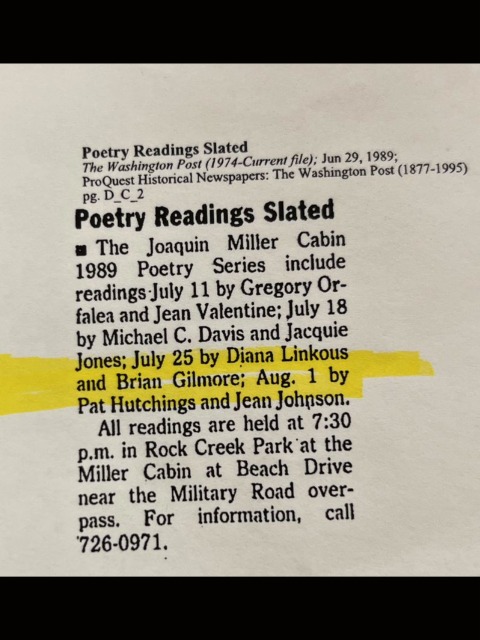 Poetry Readings Slated
The Washington Post (1974-Current file); Jun 29, 1989;
ProQuest Historical Newspapers: The Washington Post (1877-1995)
pg. D_C_2
Poetry Readings Slated
■ The Joaquin Miller Cabin
1989 Poetry Series include
readings July 11 by Gregory Or-
falea and Jean Valentine; July 18
by Michael C. Davis and Jacquie
Jones; July 25 by Diana Linkous
and Brian Gilmore; Aug. 1 by
Pat Hutchings and Jean Johnson.
All readings are held at 7:30
p.m. in Rock Creek Park at the
Miller Cabin at Beach Drive
near the Military Road over-
pass. For information, call
726-0971.